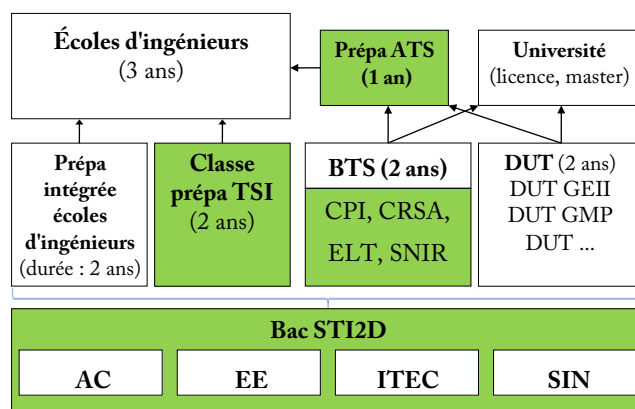 Écoles d'ingénieurs
(3 ans)
Prépa ATS
(1 an)
Université
(licence, master)
Prépa
intégrée
écoles
d'ingénieurs
(durée : 2 ans)
Classe
prépa TSI
(2 ans)
BTS (2 ans)
CPI, CRSA,
ELT, SNIR
DUT (2 ans)
DUT GEII
DUT GMP
DUT ...
Bac STI2D
AC
EE
ITEC
SIN